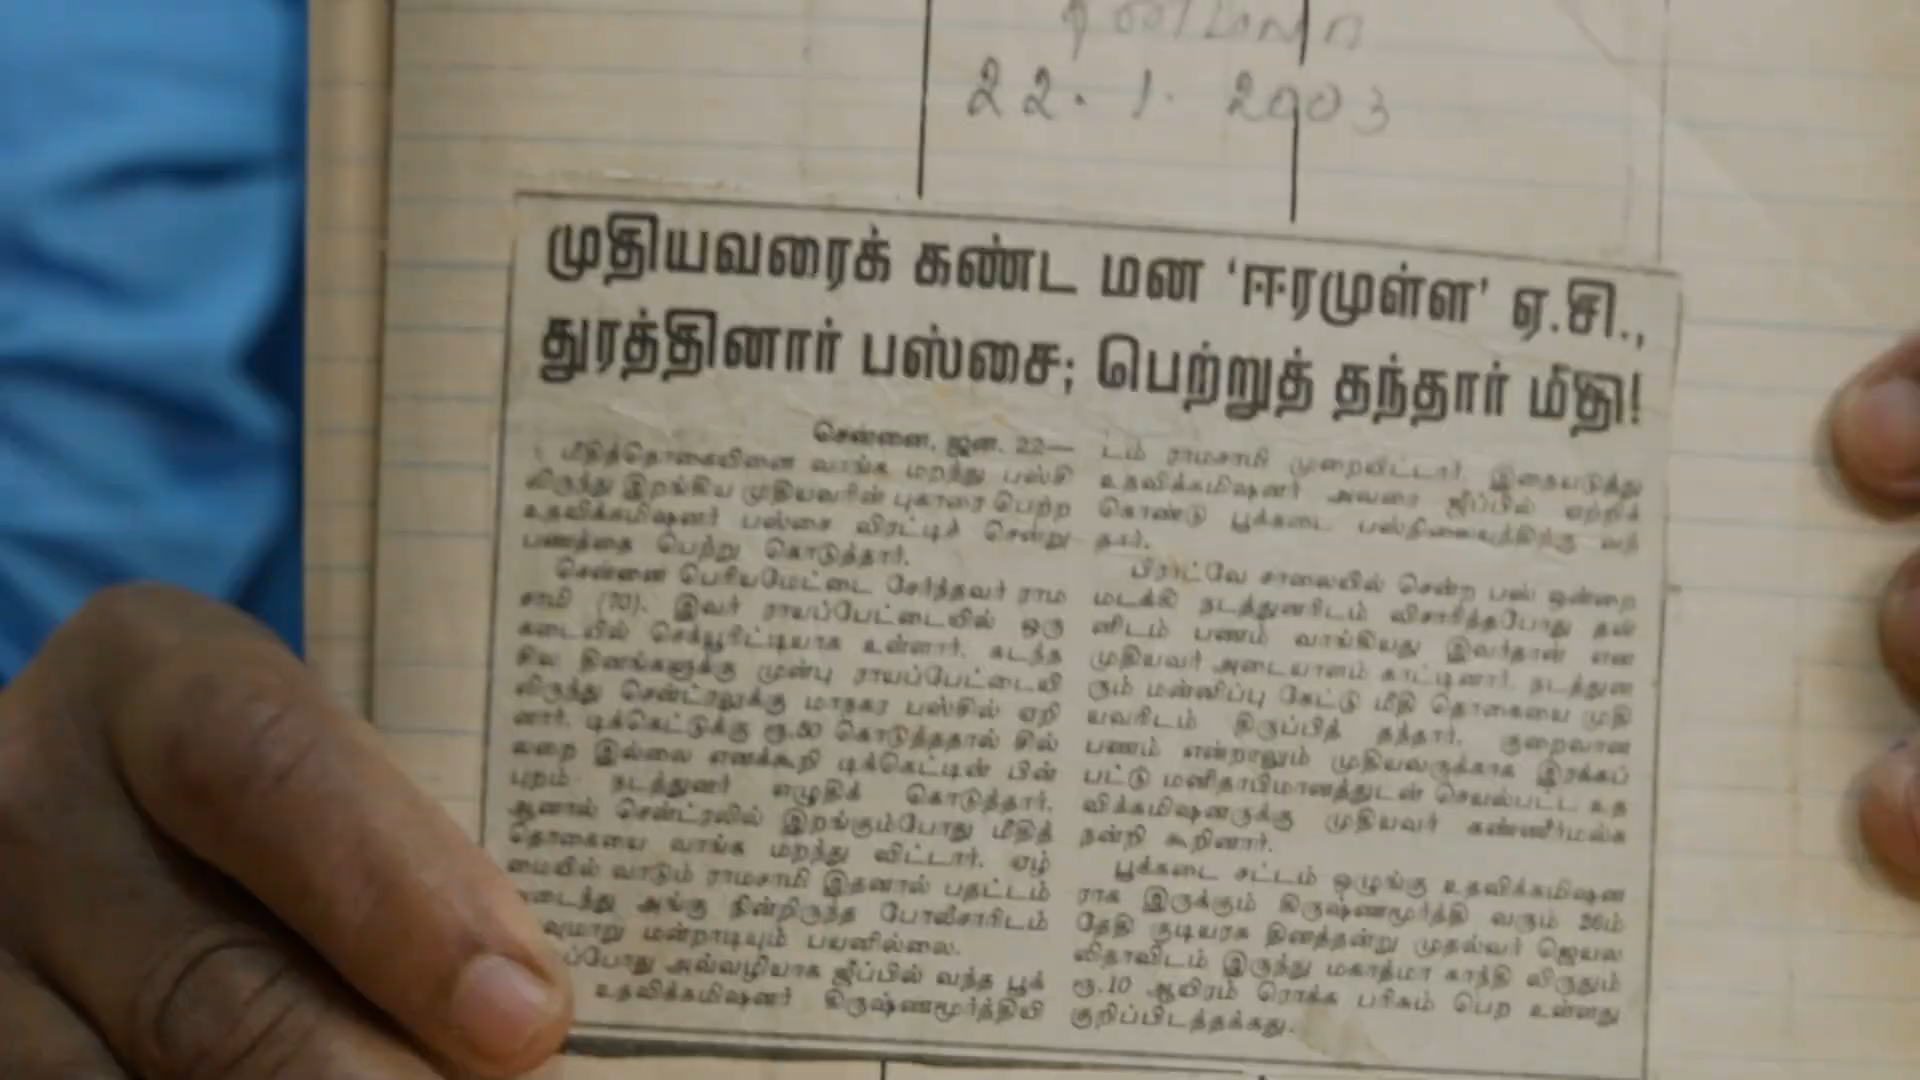 தினமலர்
22.1.2003
முதியவரைக் கண்ட மன 'ஈரமுள்ள' ஏ.சி.,
துரத்தினார் பஸ்சை; பெற்றுத் தந்தார் மீதி!
சென்னை, ஜன. 22—
மீதித்தொகையினை வாங்க மறந்து பஸ்சி
லிருந்து இறங்கிய முதியவரின் புகாரை பெற்ற
உதவிக்கமிஷனர் பஸ்சை விரட்டிச் சென்று
பணத்தை பெற்று கொடுத்தார்.
சென்னை பெரியமேட்டை சேர்ந்தவர் ராம
சாமி (70). இவர் ராயப்பேட்டையில் ஒரு
கடையில் செக்யூரிட்டியாக உள்ளார். கடந்த
சில தினங்களுக்கு முன்பு ராயப்பேட்டையி
லிருந்து சென்ட்ரலுக்கு மாநகர பஸ்சில் ஏறி
னார். டிக்கெட்டுக்கு ரூ.50 கொடுத்ததால் சில்
லறை இல்லை எனக்கூறி டிக்கெட்டின் பின்
புறம் நடத்துனர் எழுதிக் கொடுத்தார்.
ஆனால் சென்ட்ரலில் இறங்கும்போது மீதித்
தொகையை வாங்க மறந்து விட்டார். ஏழ்
மையில் வாடும் ராமசாமி இதனால் பதட்டம்
அடைந்து அங்கு நின்றிருந்த போலீசாரிடம்
மன்றாடியும் பயனில்லை.
அவ்வழியாக ஜீப்பில் வந்த பூக்
உதவிக்கமிஷனர் கிருஷ்ணமூர்த்தியி
டம் ராமசாமி முறையிட்டார். இதையடுத்து
உதவிக்கமிஷனர் அவரை ஜீப்பில் ஏற்றிக்
கொண்டு பூக்கடை பஸ்நிலையத்திற்கு வந்
தார்.
பிராட்வே சாலையில் சென்ற பஸ் ஒன்றை
மடக்கி நடத்துனரிடம் விசாரித்தபோது தன்
னிடம் பணம் வாங்கியது இவர்தான் என
முதியவர் அடையாளம் காட்டினார். நடத்துன
ரும் மன்னிப்பு கேட்டு மீதி தொகையை முதி
யவரிடம் திருப்பித் தந்தார். குறைவான
பணம் என்றாலும் முதியவருக்காக இரக்கப்
பட்டு மனிதாபிமானத்துடன் செயல்பட்ட உத
விக்கமிஷனருக்கு முதியவர் கண்ணீர்மல்க
நன்றி கூறினார்.
பூக்கடை சட்டம் ஒழுங்கு உதவிக்கமிஷன
ராக இருக்கும் கிருஷ்ணமூர்த்தி வரும் 26ம்
தேதி குடியரசு தினத்தன்று முதல்வர் ஜெயல
லிதாவிடம் இருந்து மகாத்மா காந்தி விருதும்
ரூ.10 ஆயிரம் ரொக்க பரிசும் பெற உள்ளது
குறிப்பிடத்தக்கது.